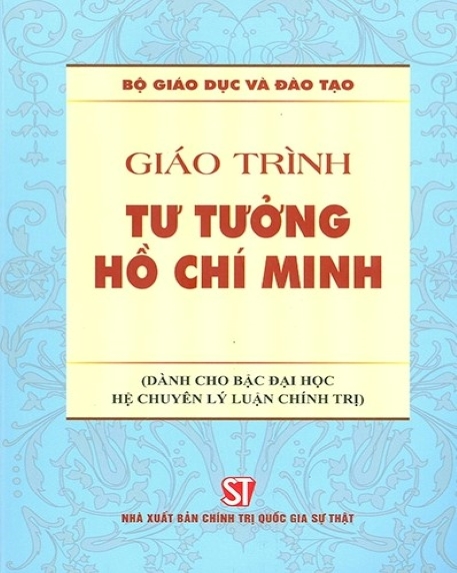 BỘ GIÁO DỤC VÀ ĐÀO TẠO
GIÁO TRÌNH
TƯ TƯỞNG
HỒ CHÍ MINH
(DÀNH CHO BẬC ĐẠI HỌC
HỆ CHUYÊN LÝ LUẬN CHÍNH TRỊ)
ST
NHÀ XUẤT BẢN CHÍNH TRỊ QUỐC GIA SỰ THẬT